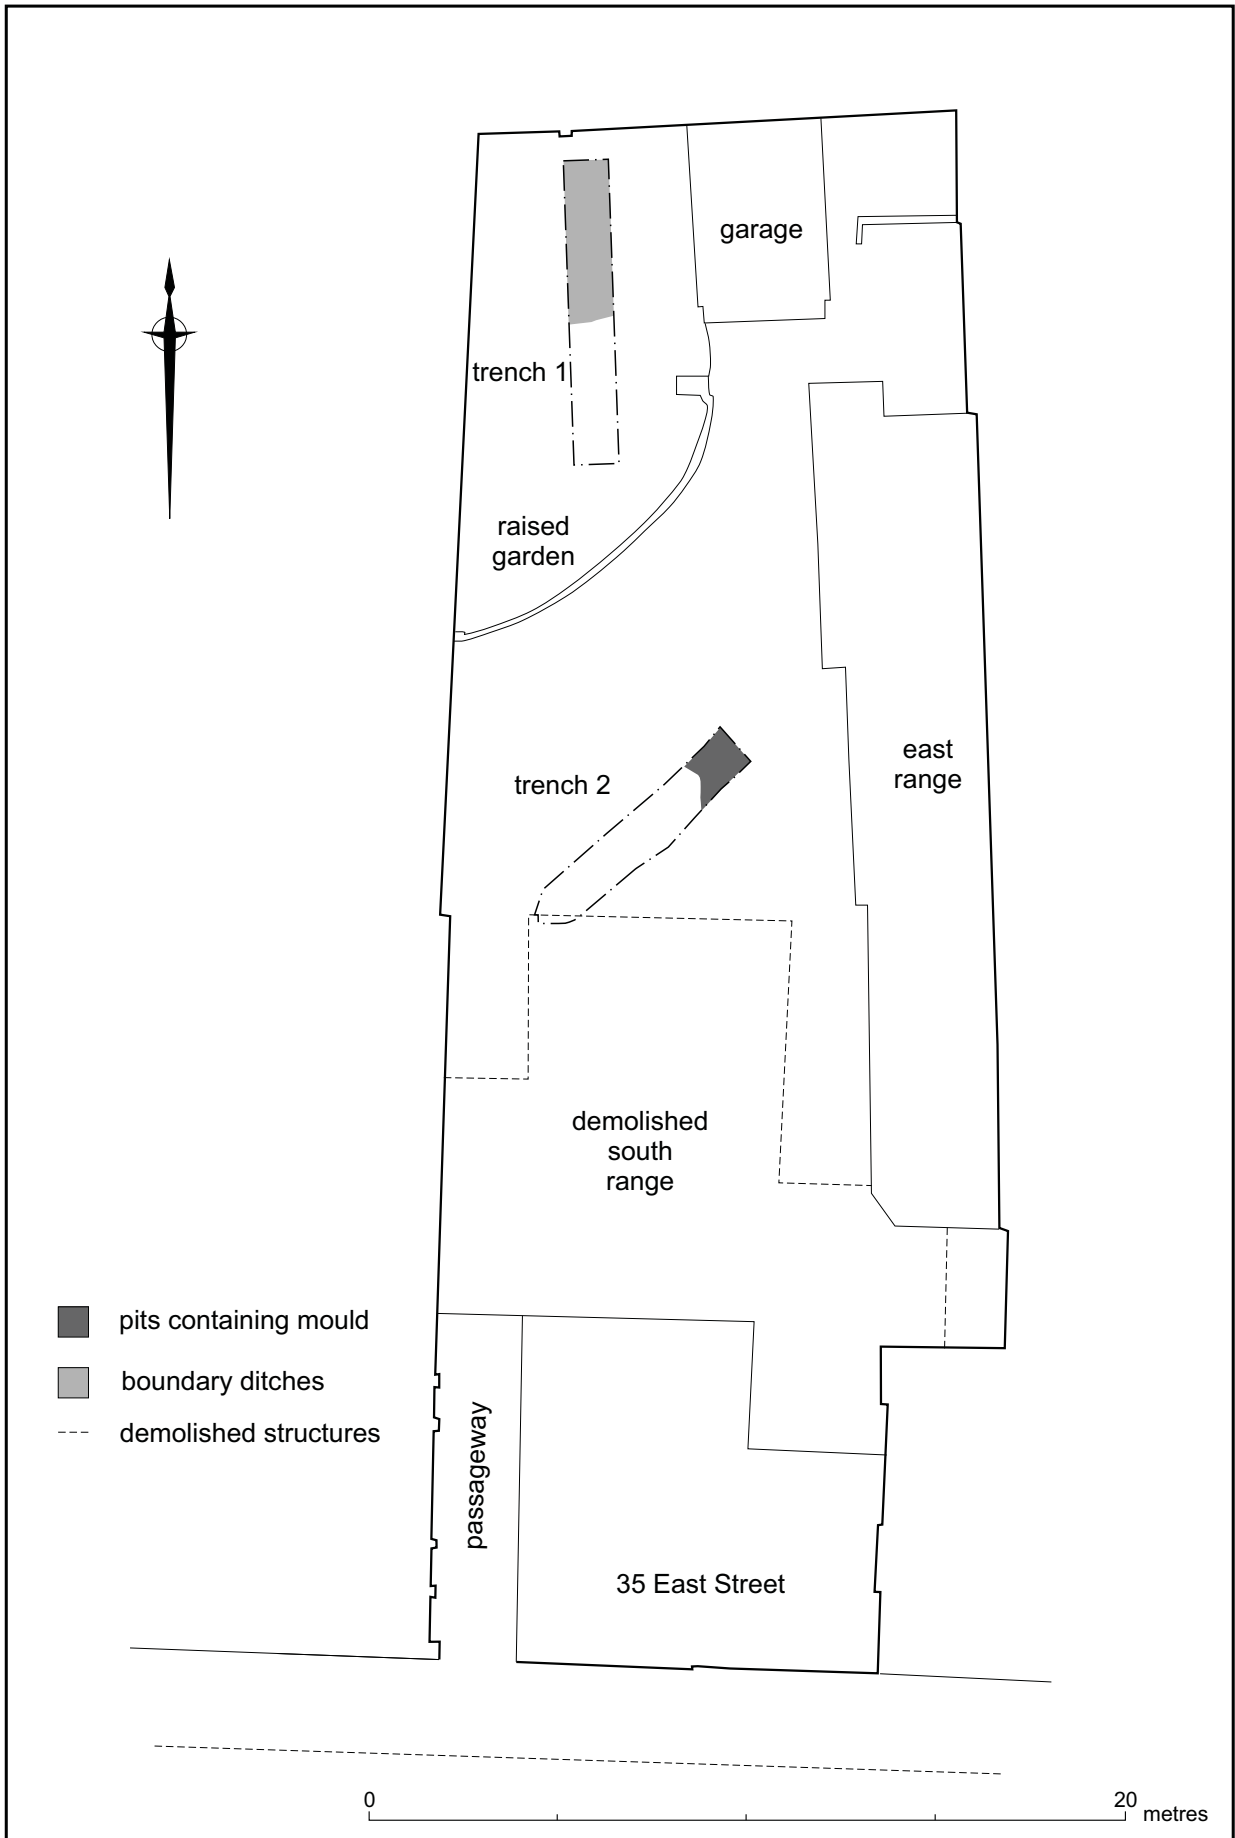 garage
trench 1
raised
garden
trench 2
east
range
demolished
south
range
pits containing mould
boundary ditches
demolished structures
passageway
35 East Street
0
20
metres